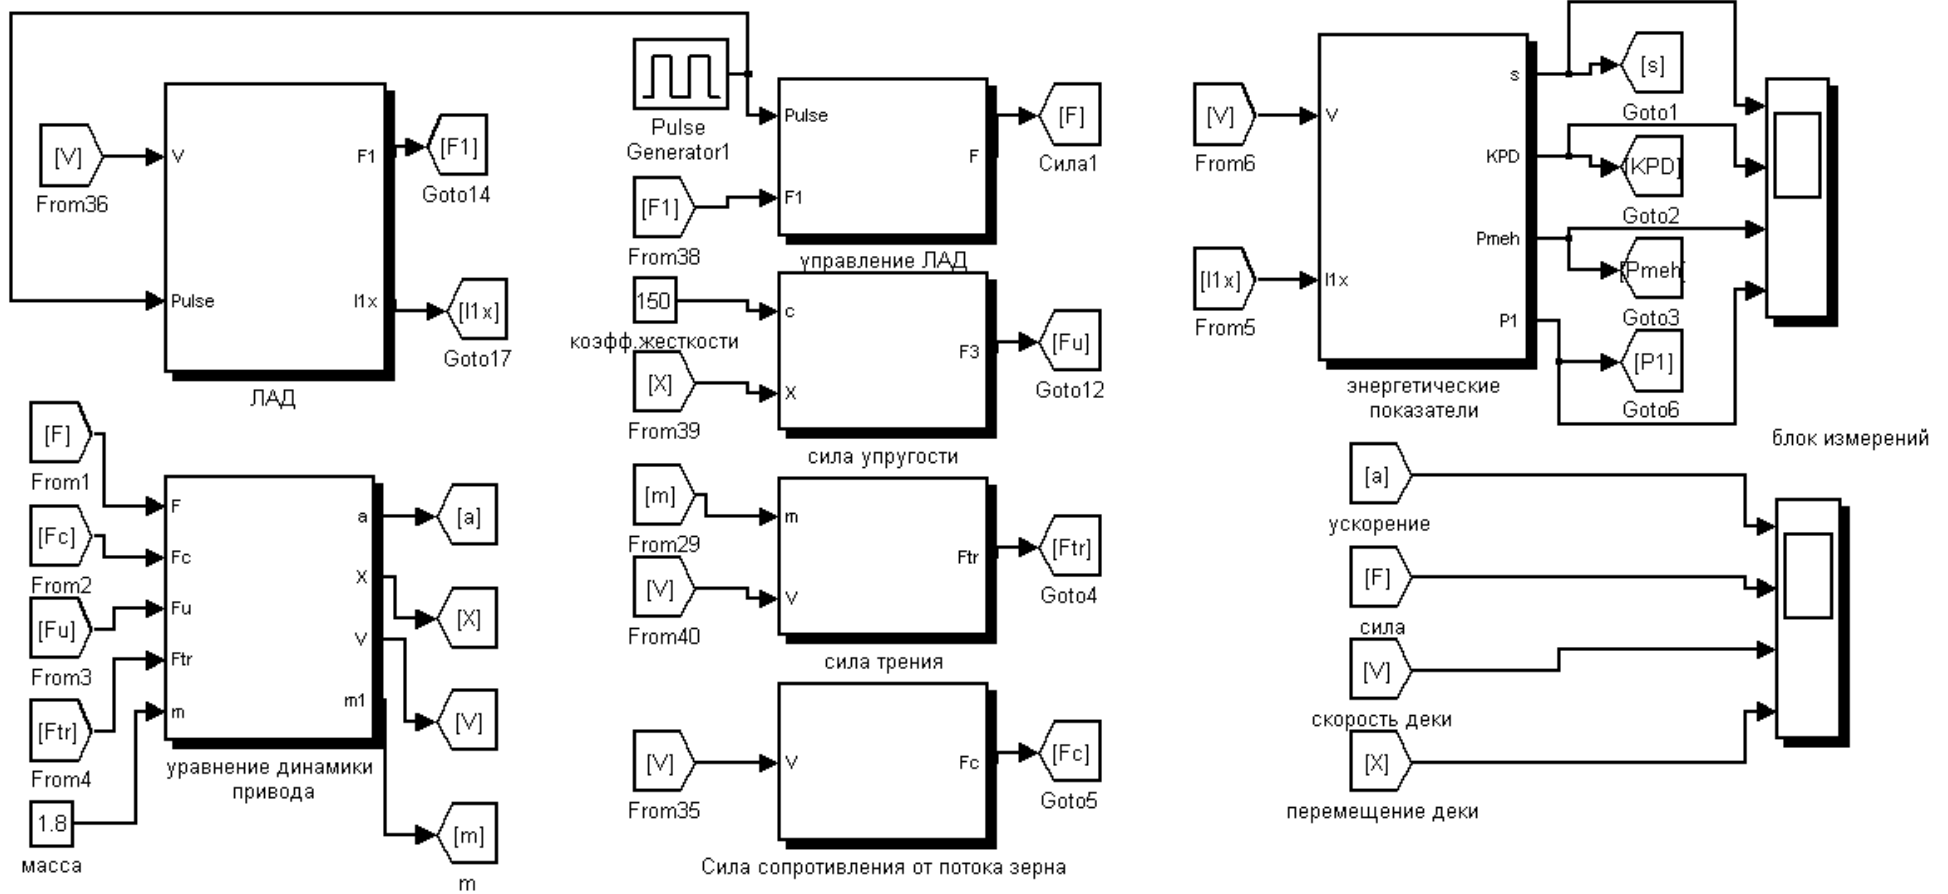 [V]
From36
V
Pulse
F1
I1x
[F1]
Goto14
[I1x]
Goto17
ЛАД
[F]
From1
[Fc]
From2
[Fu]
From3
[Ftr]
From4
1.8
масса
F
Fc
Fu
Ftr
m
a
X
V
m1
уравнение динамики
привода
[a]
[X]
[V]
[m]
m
Pulse
Generator1
[F1]
From38
Pulse
F1
F
[F]
Сила1
управление ЛАД
150
коэфф.жесткости
[X]
From39
c
X
F3
[Fu]
Goto12
сила упругости
[m]
From29
[V]
From40
m
V
Ftr
[Ftr]
Goto4
сила трения
[V]
From35
V
Fc
[Fc]
Goto5
Сила сопротивления от потока зерна
[V]
From6
[I1x]
From5
V
I1x
s
KPD
Pmeh
P1
[s]
Goto1
[KPD]
Goto2
[Pmeh]
Goto3
[P1]
Goto6
энергетические
показатели
блок измерений
[a]
ускорение
[F]
сила
[V]
скорость деки
[X]
перемещение деки